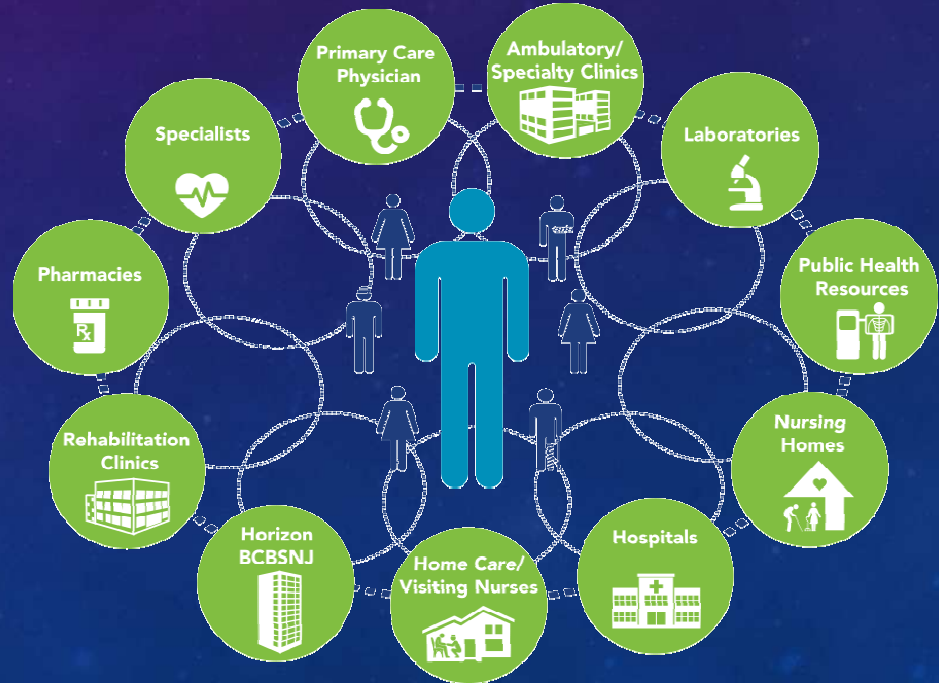 Primary Care
Physician
Ambulatory/
Specialty Clinics
Specialists
Laboratories
Pharmacies
Rx
Public Health
Resources
Rehabilitation
Clinics
Nursing
Homes
Horizon
BCBSNJ
Home Care/
Visiting Nurses
Hospitals